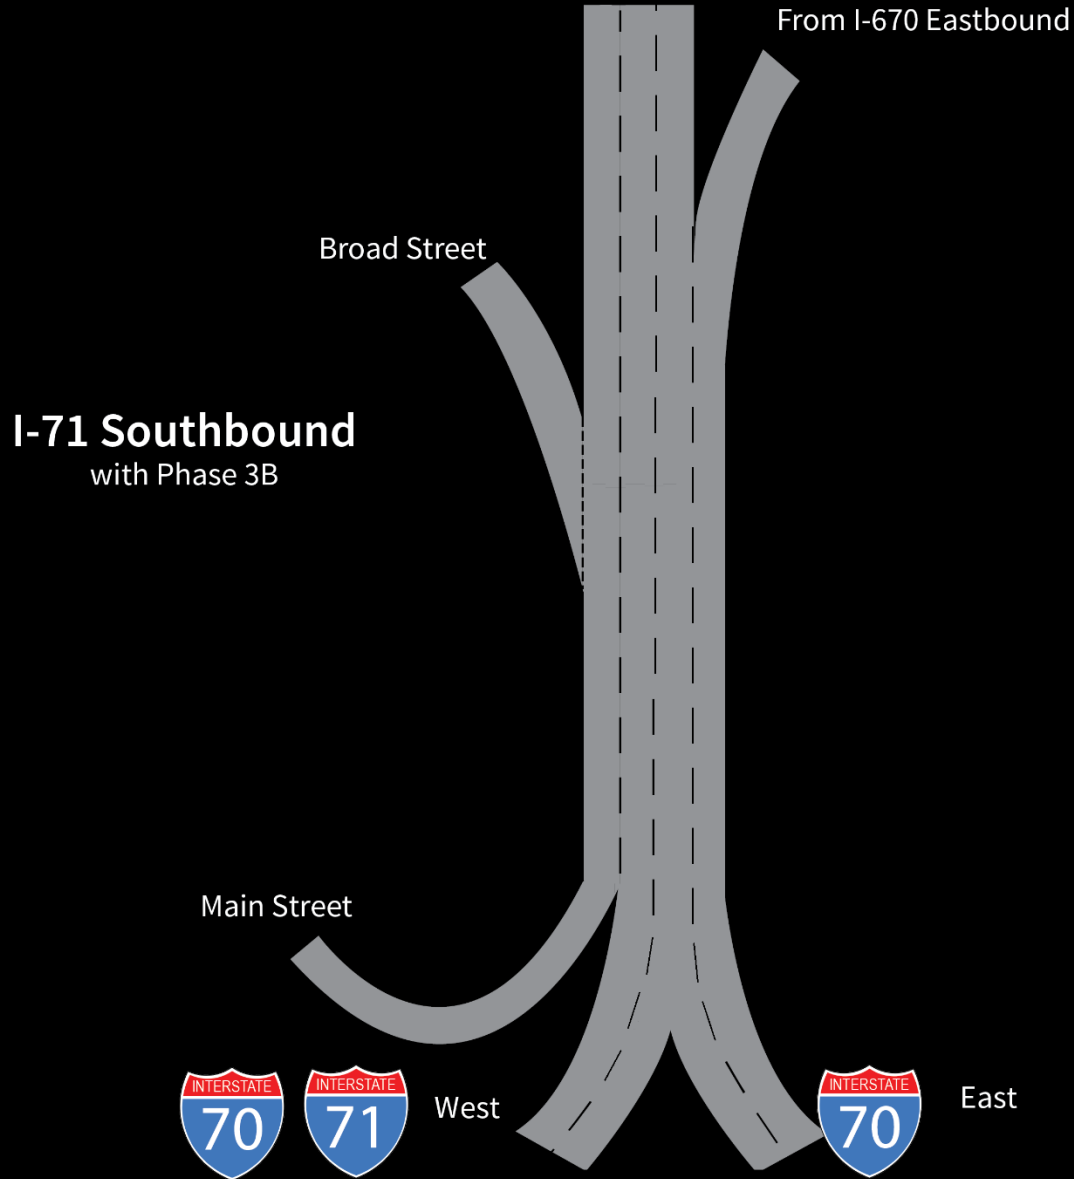 From I-670 Eastbound
Broad Street
I-71 Southbound
with Phase 3B
Main Street
INTERSTATE
70
INTERSTATE
71
West
INTERSTATE
70
East